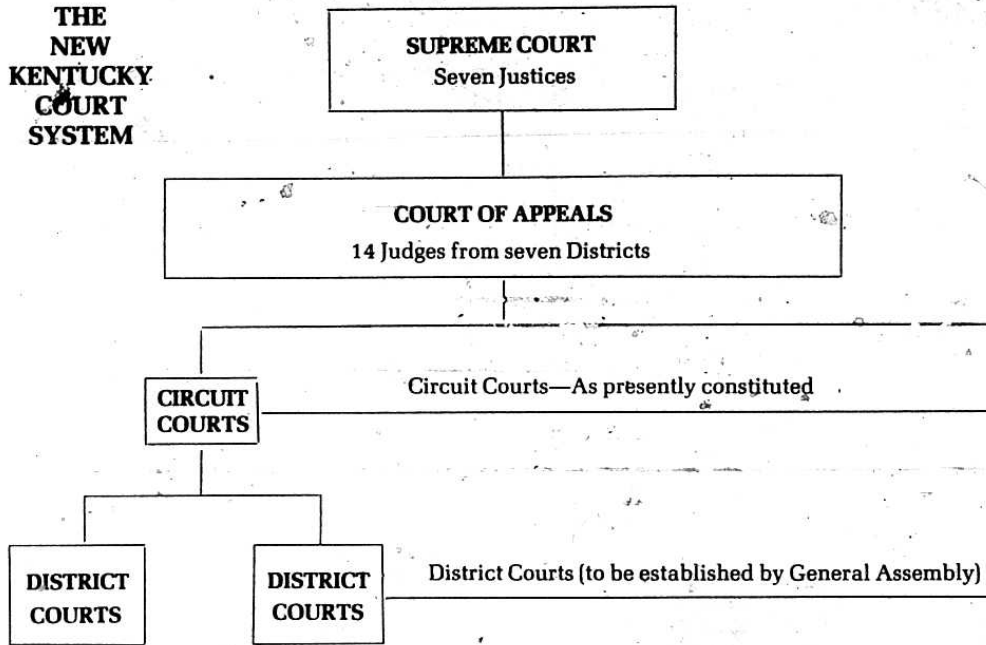 THE
NEW
KENTUCKY
COURT
SYSTEM
SUPREME COURT
Seven Justices
COURT OF APPEALS
14 Judges from seven Districts
CIRCUIT
COURTS
Circuit Courts—As presently constituted
DISTRICT
COURTS
DISTRICT
COURTS
District Courts (to be established by General Assembly)